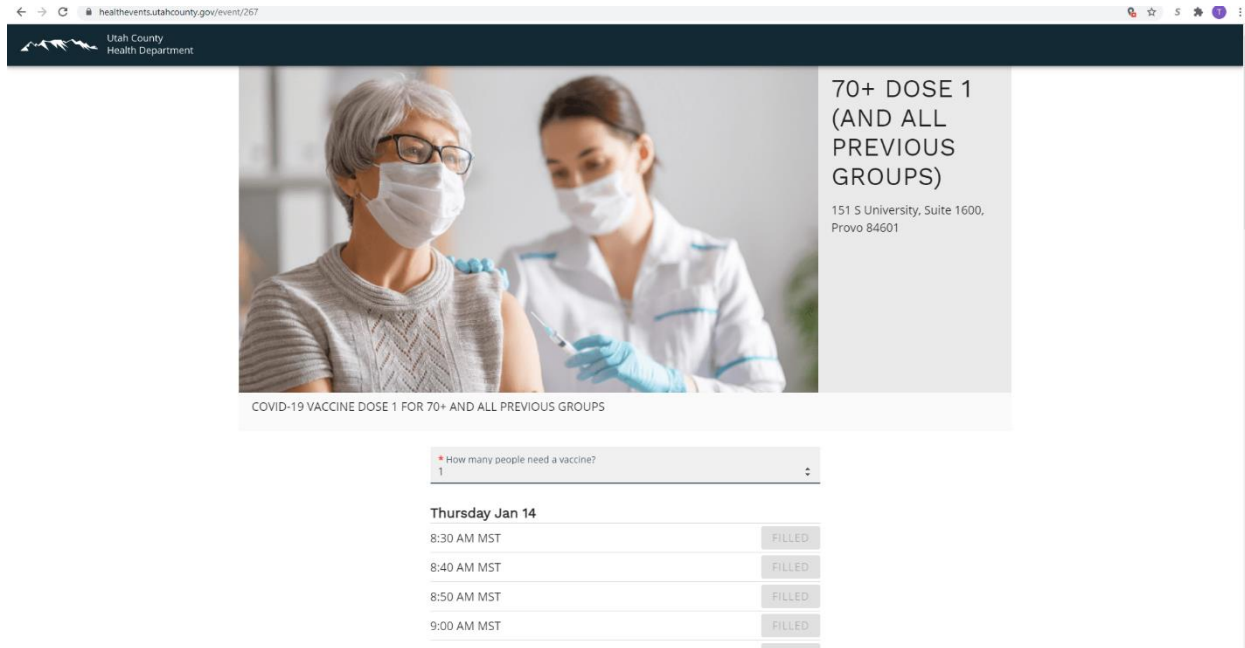 healthevents.utahcounty.gov/event/267
S
T
Utah County
Health Department
70+ DOSE 1
(AND ALL
PREVIOUS
GROUPS)
151 S University, Suite 1600,
Provo 84601
COVID-19 VACCINE DOSE 1 FOR 70+ AND ALL PREVIOUS GROUPS
* How many people need a vaccine?
1
Thursday Jan 14
8:30 AM MST FILLED
8:40 AM MST FILLED
8:50 AM MST FILLED
9:00 AM MST FILLED